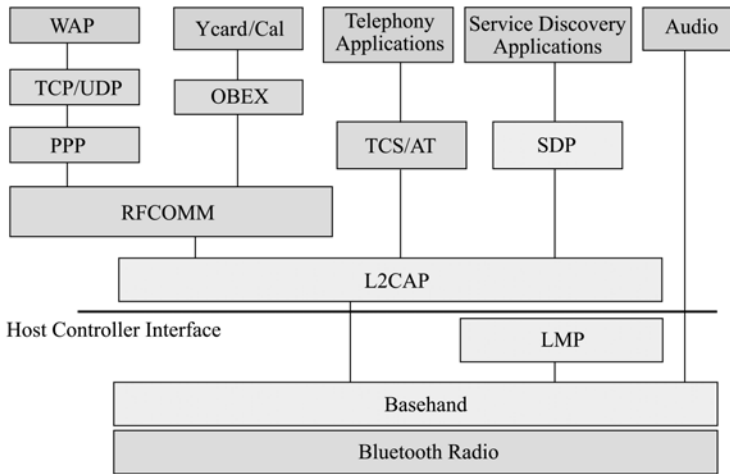 WAP
Ycard/Cal
Telephony
Applications
Service Discovery
Applications
Audio
TCP/UDP
OBEX
PPP
TCS/AT
SDP
RFCOMM
L2CAP
Host Controller Interface
LMP
Basehand
Bluetooth Radio